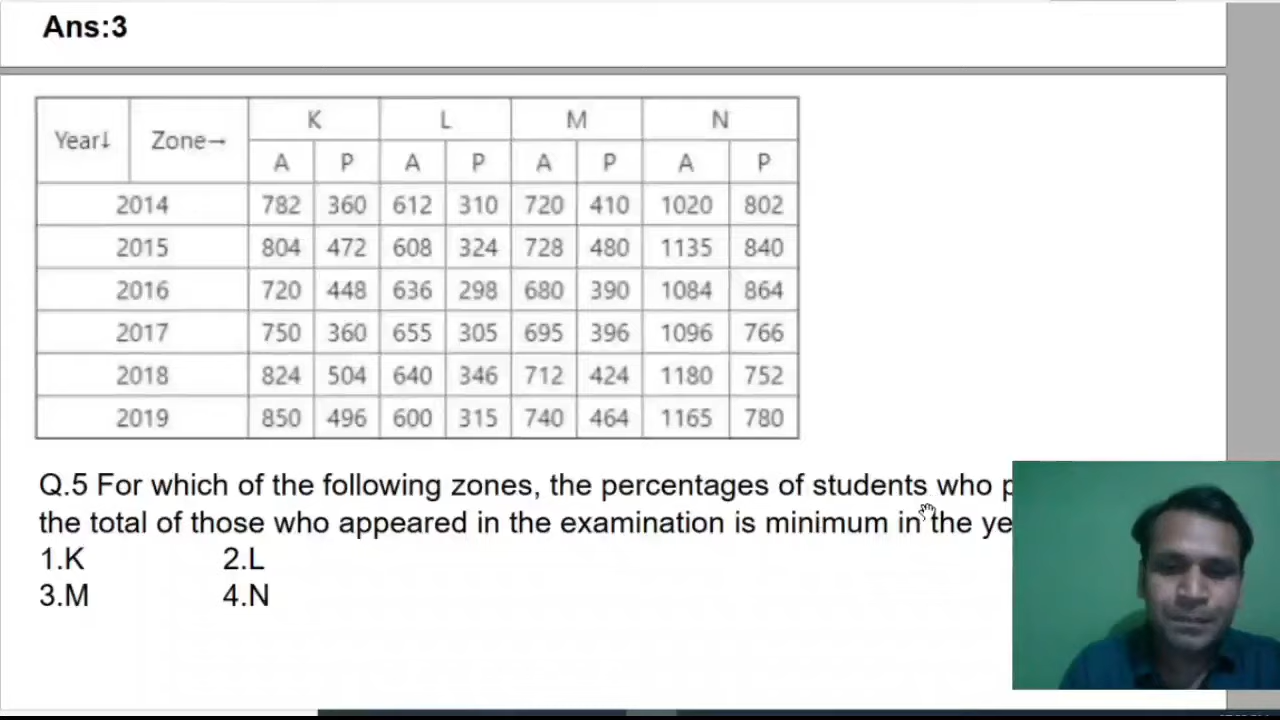 Ans:3
Year↓ Zone→ K L M N
A P A P A P A P
2014 782 360 612 310 720 410 1020 802
2015 804 472 608 324 728 480 1135 840
2016 720 448 636 298 680 390 1084 864
2017 750 360 655 305 695 396 1096 766
2018 824 504 640 346 712 424 1180 752
2019 850 496 600 315 740 464 1165 780
Q.5 For which of the following zones, the percentages of students who
the total of those who appeared in the examination is minimum in the
1.K 2.L
3.M 4.N